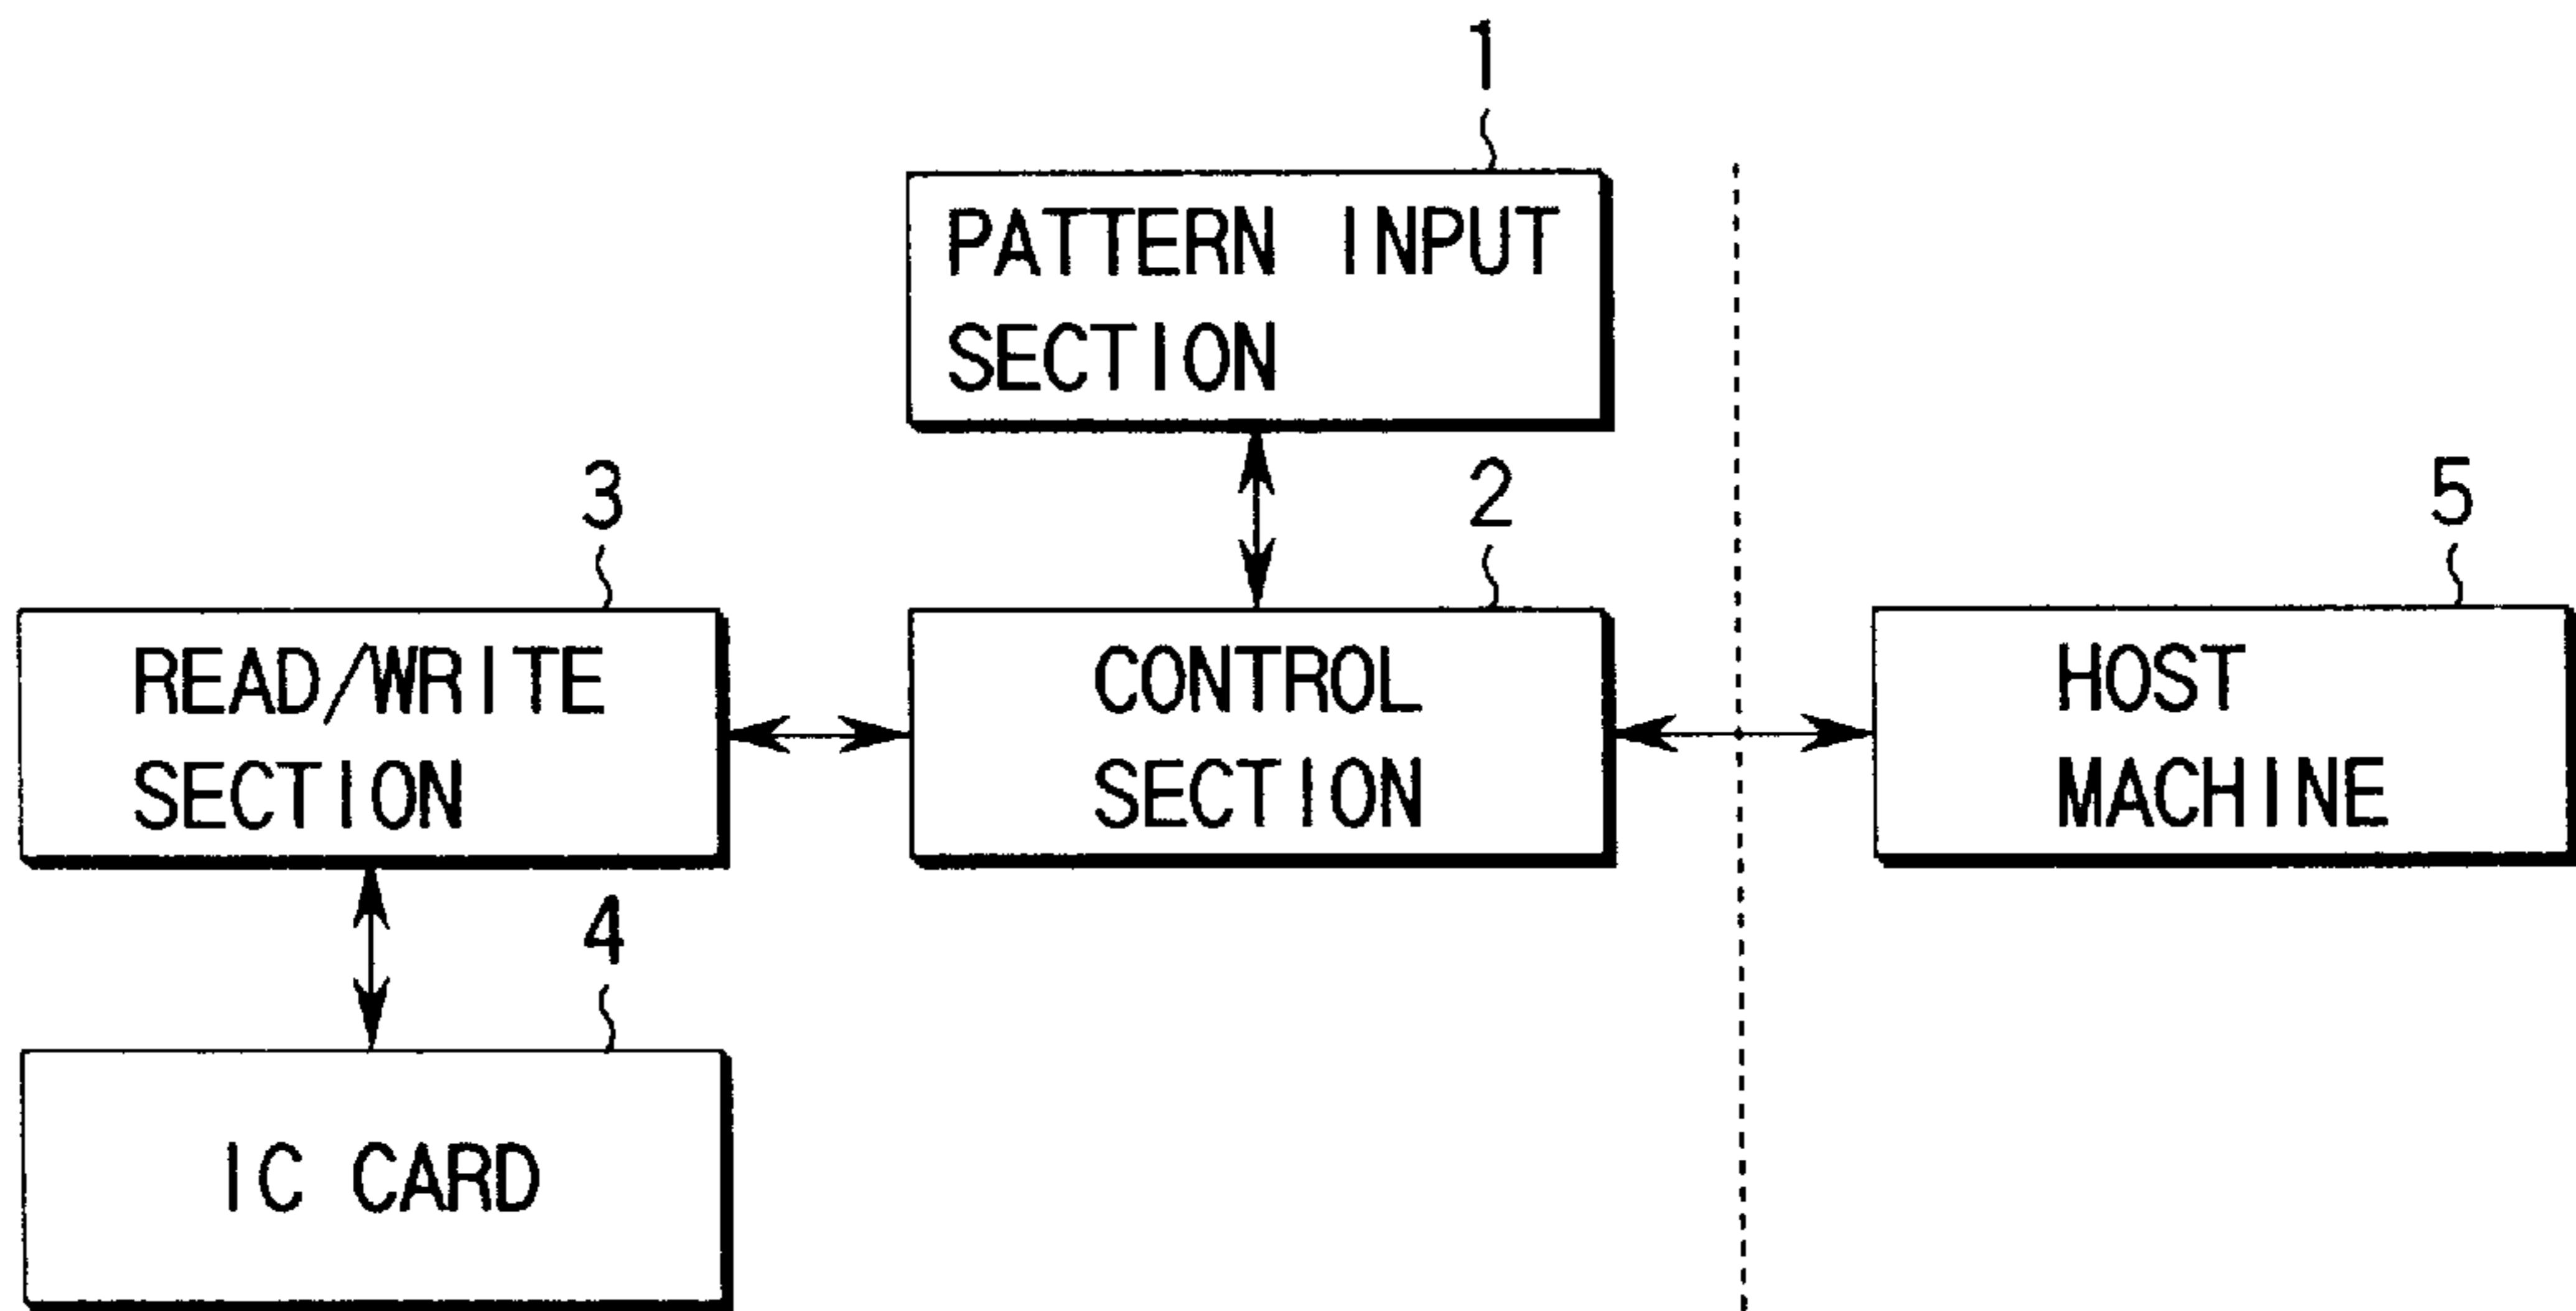 1
PATTERN INPUT
SECTION
3
2
5
READ/WRITE
SECTION
CONTROL
SECTION
HOST
MACHINE
4
IC CARD